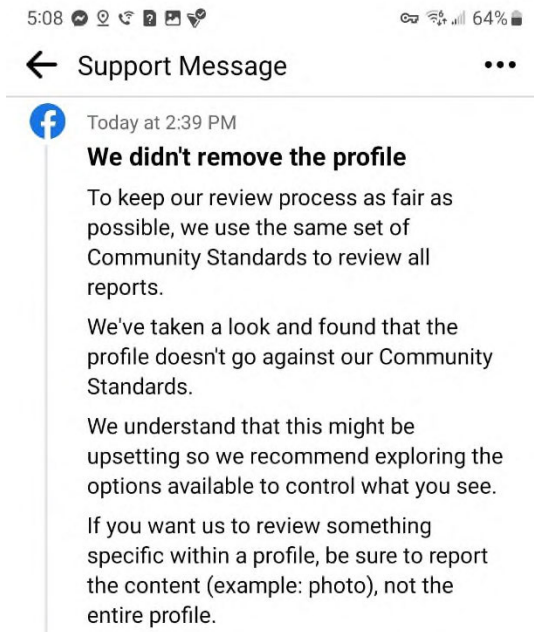 5:08 64%
Support Message
Today at 2:39 PM
We didn't remove the profile
To keep our review process as fair as
possible, we use the same set of
Community Standards to review all
reports.
We've taken a look and found that the
profile doesn't go against our Community
Standards.
We understand that this might be
upsetting so we recommend exploring the
options available to control what you see.
If you want us to review something
specific within a profile, be sure to report
the content (example: photo), not the
entire profile.